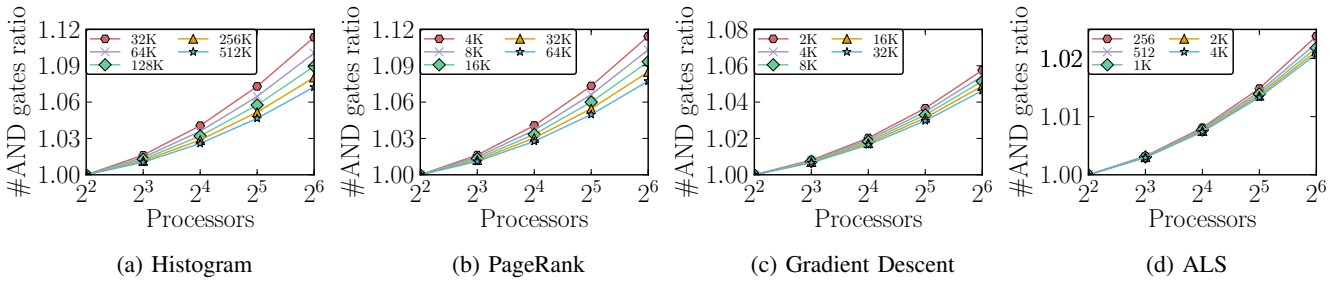 #AND gates ratio
1.12
1.09
1.06
1.03
1.00
32K 256K
64K 512K
128K
2^2 2^3 2^4 2^5 2^6
Processors
(a) Histogram
#AND gates ratio
1.12
1.09
1.06
1.03
1.00
4K 32K
8K 64K
16K
2^2 2^3 2^4 2^5 2^6
Processors
(b) PageRank
#AND gates ratio
1.08
1.06
1.04
1.02
1.00
2K 16K
4K 32K
8K
2^2 2^3 2^4 2^5 2^6
Processors
(c) Gradient Descent
#AND gates ratio
1.02
1.01
1.00
256 2K
512 4K
1K
2^2 2^3 2^4 2^5 2^6
Processors
(d) ALS